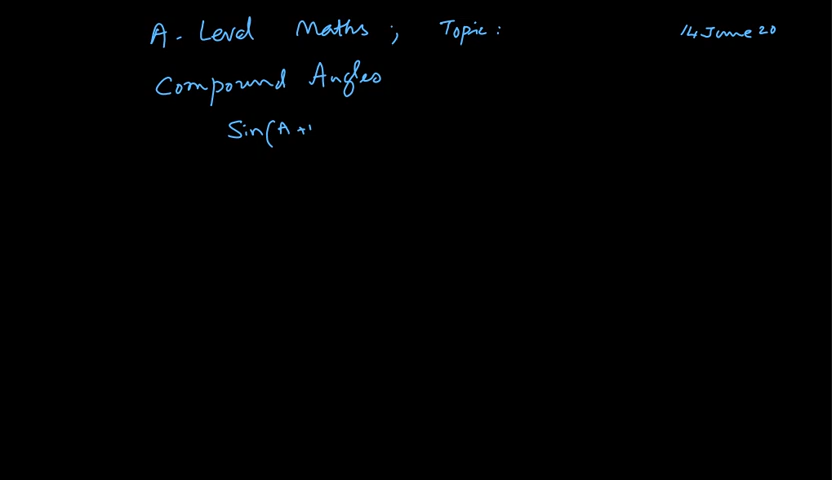 A - Level Maths ; Topic : 14 June 20
Compound Angles
Sin(A +